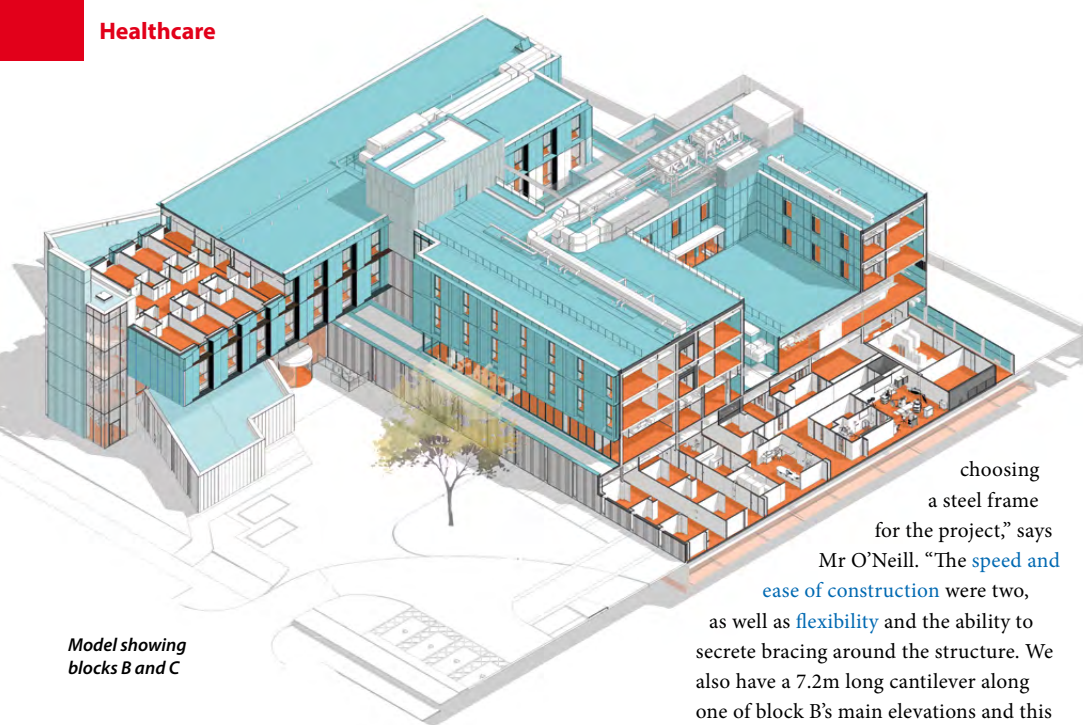 Healthcare
Model showing
blocks B and C
choosing
a steel frame
for the project,” says
Mr O’Neill. “The speed and
ease of construction were two,
as well as flexibility and the ability to
secrete bracing around the structure. We
also have a 7.2m long cantilever along
one of block B’s main elevations and this